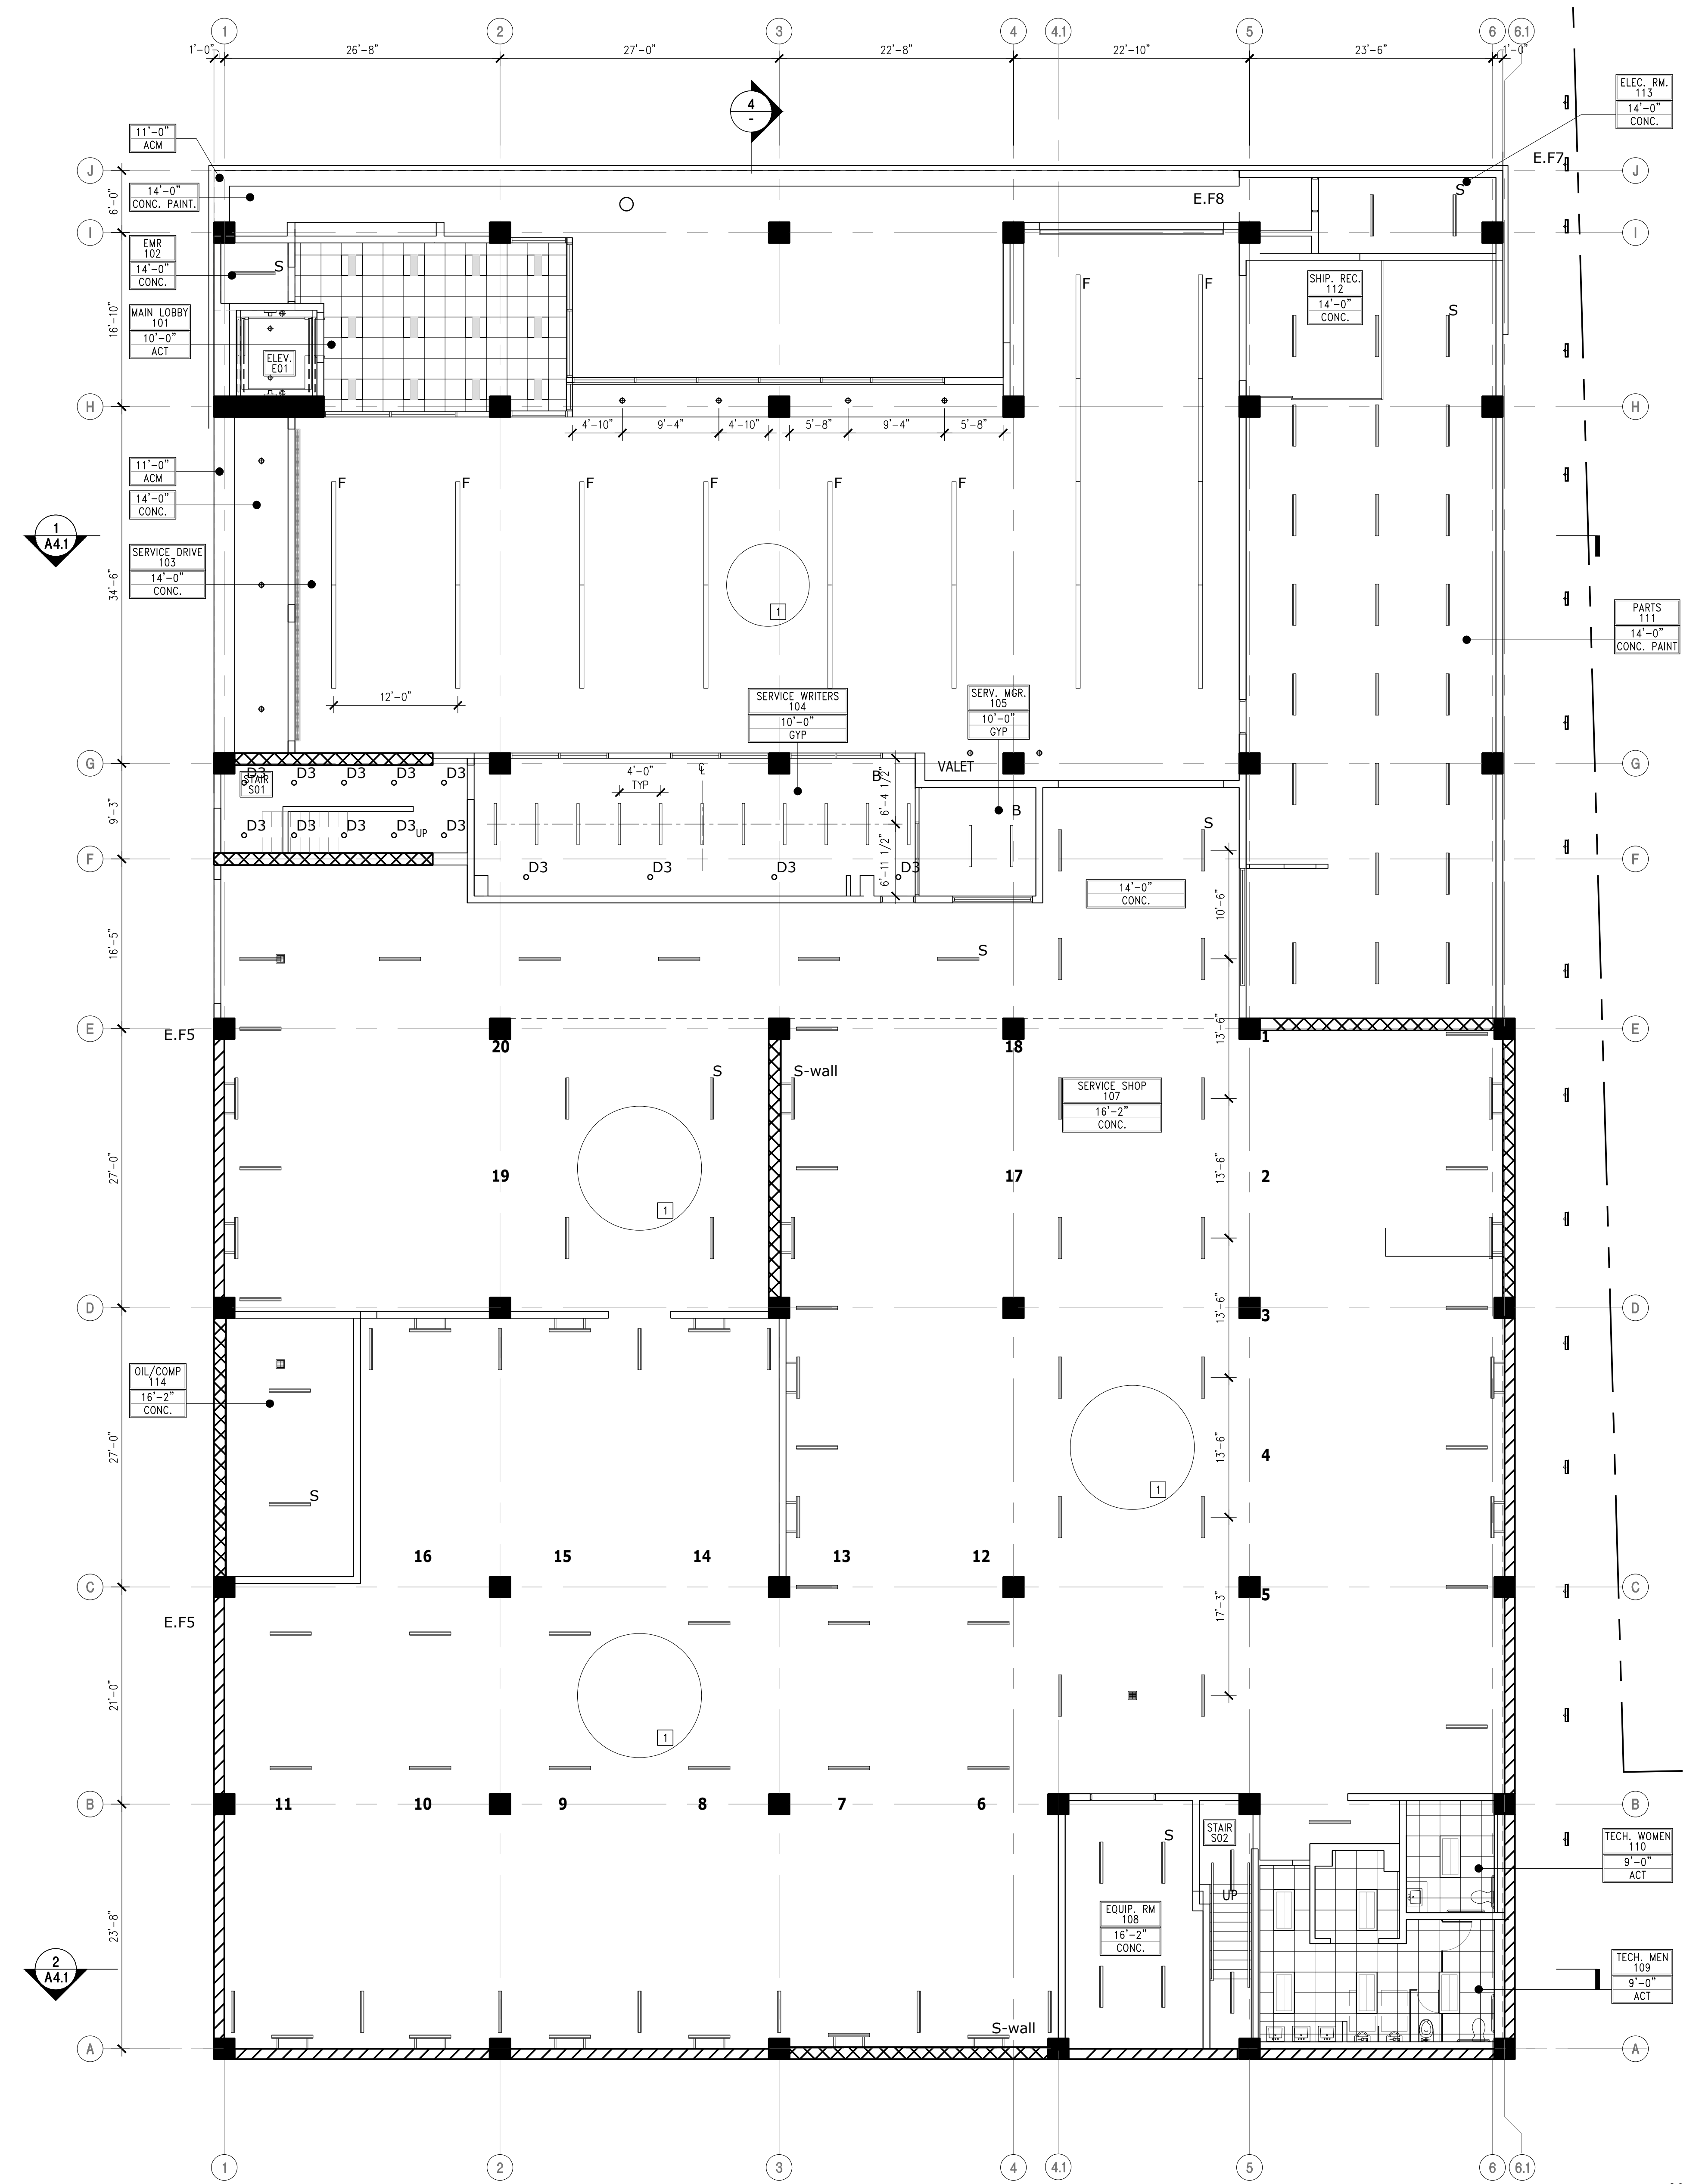 1 2 3 4 4.1 5 6 6.1
1'-0" 26'-8" 27'-0" 22'-8" 22'-10" 23'-6" 1'-0"
4
-
ELEC. RM.
113
14'-0"
CONC.
11'-0"
ACM
E.F7
J J
14'-0"
CONC. PAINT.
6'-0"
S
E.F8
I I
EMR
102
14'-0"
CONC.
S
SHIP. REC.
112
14'-0"
CONC.
F F
MAIN LOBBY
101
10'-0"
ACT
16'-10"
S
ELEV.
E01
H H
4'-10" 9'-4" 4'-10" 5'-8" 9'-4" 5'-8"
11'-0"
ACM
F F F F F F
14'-0"
CONC.
1
A4.1
SERVICE DRIVE
103
14'-0"
CONC.
34'-6"
1
PARTS
111
14'-0"
CONC. PAINT
12'-0"
SERVICE WRITERS
104
10'-0"
GYP
SERV. MGR.
105
10'-0"
GYP
G G
VALET
D3 D3 D3 D3 D3
STAIR
S01
4'-0"
TYP
℄
B
6'-4 1/2"
9'-3"
B
D3 D3 D3 D3 D3
UP
S
F F
D3 D3 D3 D3
6'-11 1/2"
14'-0"
CONC.
10'-6"
16'-5"
S
E E
E.F5
20 18 1
13'-6"
S S-wall
SERVICE SHOP
107
16'-2"
CONC.
27'-0"
19 17 2
13'-6"
1
D D
13'-6"
3
OIL/COMP
114
16'-2"
CONC.
27'-0"
13'-6"
4
S
1
16 15 14 13 12
C C
5
17'-3"
E.F5
21'-0"
1
B B
11 10 9 8 7 6
STAIR
S02
S
TECH. WOMEN
110
9'-0"
ACT
UP
EQUIP. RM
108
16'-2"
CONC.
23'-8"
2
A4.1
TECH. MEN
109
9'-0"
ACT
S-wall
A A
1 2 3 4 4.1 5 6 6.1